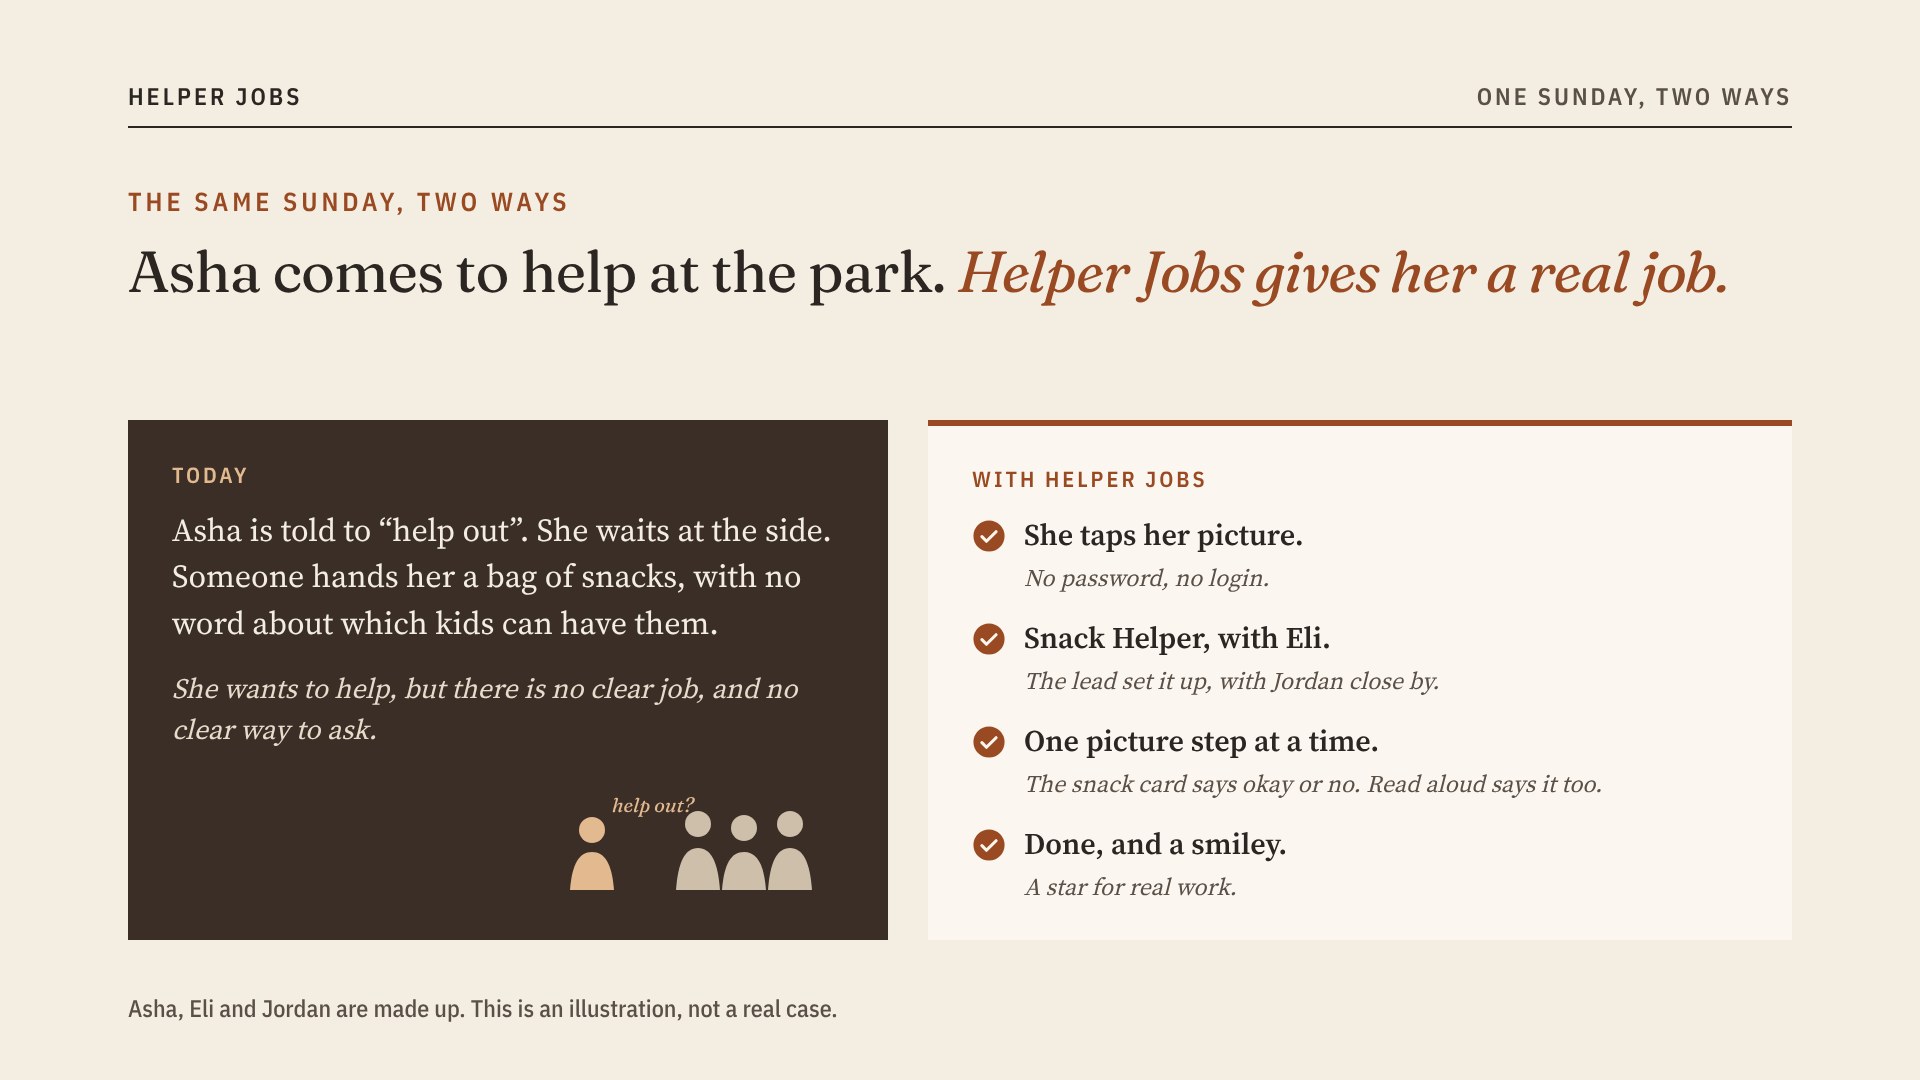 HELPER JOBS
ONE SUNDAY, TWO WAYS
THE SAME SUNDAY, TWO WAYS
Asha comes to help at the park. Helper Jobs gives her a real job.
TODAY
Asha is told to “help out”. She waits at the side.
Someone hands her a bag of snacks, with no
word about which kids can have them.
She wants to help, but there is no clear job, and no
clear way to ask.
help out?
WITH HELPER JOBS
She taps her picture.
No password, no login.
Snack Helper, with Eli.
The lead set it up, with Jordan close by.
One picture step at a time.
The snack card says okay or no. Read aloud says it too.
Done, and a smiley.
A star for real work.
Asha, Eli and Jordan are made up. This is an illustration, not a real case.